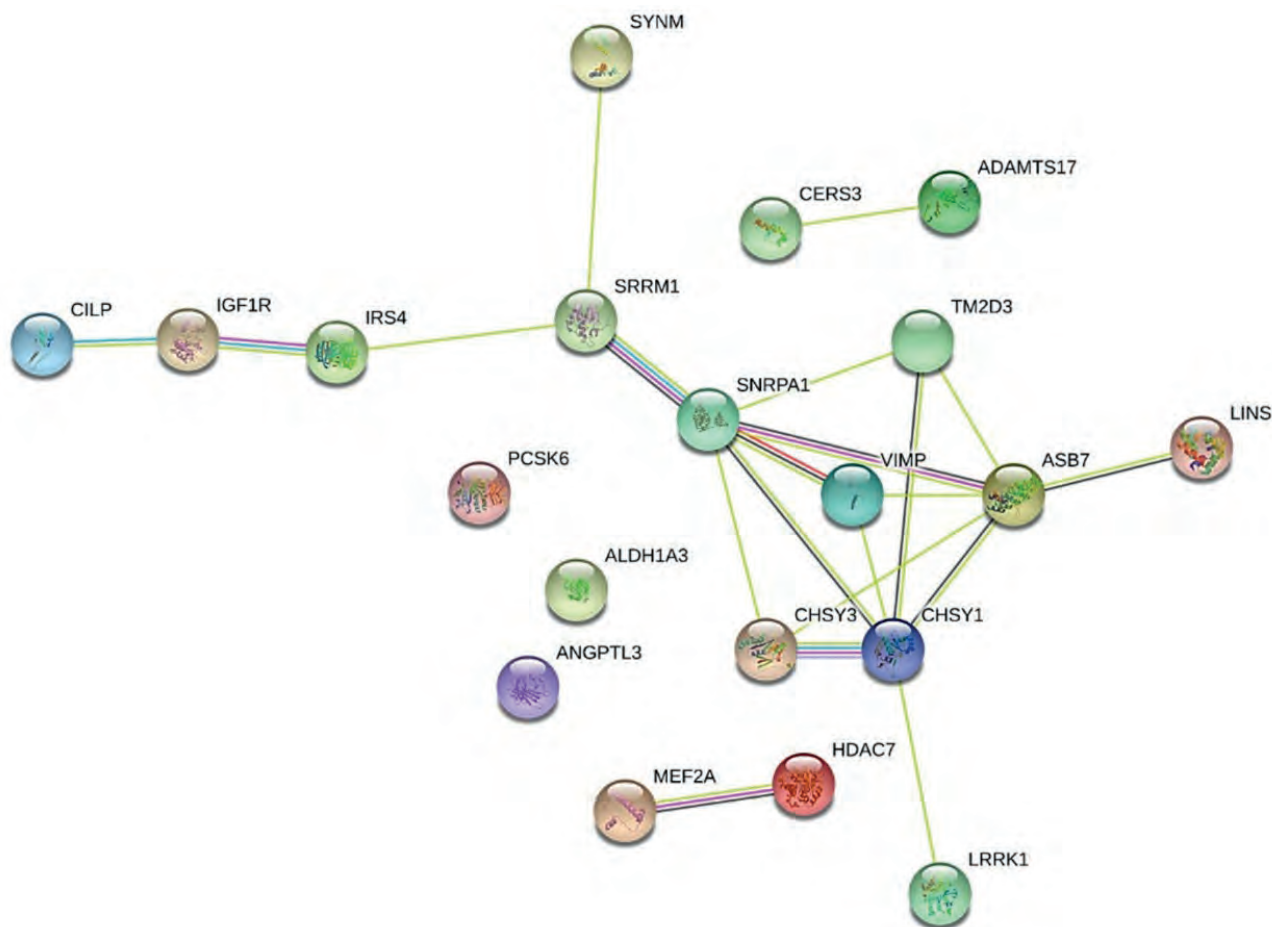 SYNM
ADAMTS17
CERS3
SRRM1
CILP
IGF1R
IRS4
TM2D3
SNRPA1
LINS
PCSK6
VIMP
ASB7
ALDH1A3
CHSY3
CHSY1
ANGPTL3
HDAC7
MEF2A
LRRK1